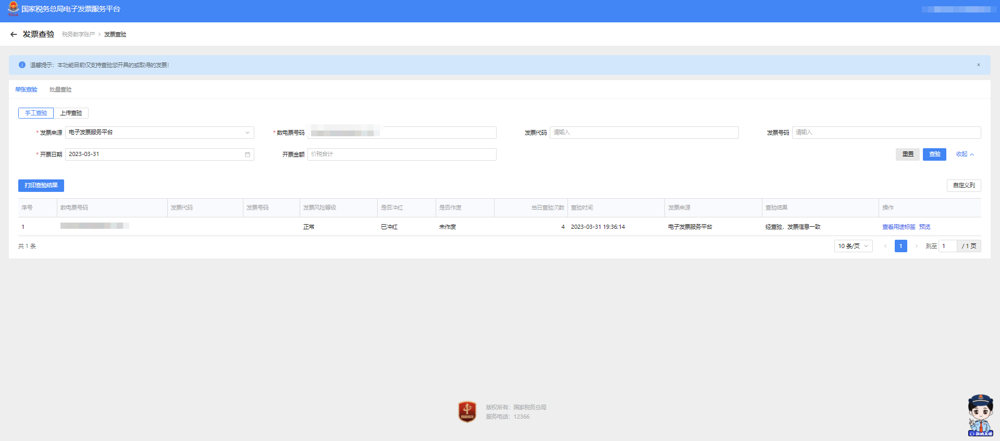 国家税务总局电子发票服务平台
发票查验 税务数字账户 > 发票查验
温馨提示：本功能目前仅支持查验您开具的或取得的发票！ ×
单张查验 批量查验
手工查验 上传查验
* 发票来源 电子发票服务平台 * 数电票号码 发票代码 请输入 发票号码 请输入
* 开票日期 2023-03-31 开票金额 价税合计 重置 查验 收起
打印查验结果 自定义列
序号 数电票号码 发票代码 发票号码 发票风险等级 是否冲红 是否作废 当日查验次数 查验时间 发票来源 查验结果 操作
1 正常 已冲红 未作废 4 2023-03-31 19:36:14 电子发票服务平台 经查验，发票信息一致 查看用途标签 预览
共 1 条 10 条/页 < 1 > 跳至 1 / 1 页
版权所有：国家税务总局
服务电话：12366